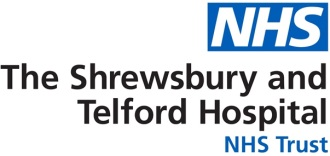 NHS
The Shrewsbury and
Telford Hospital
NHS Trust